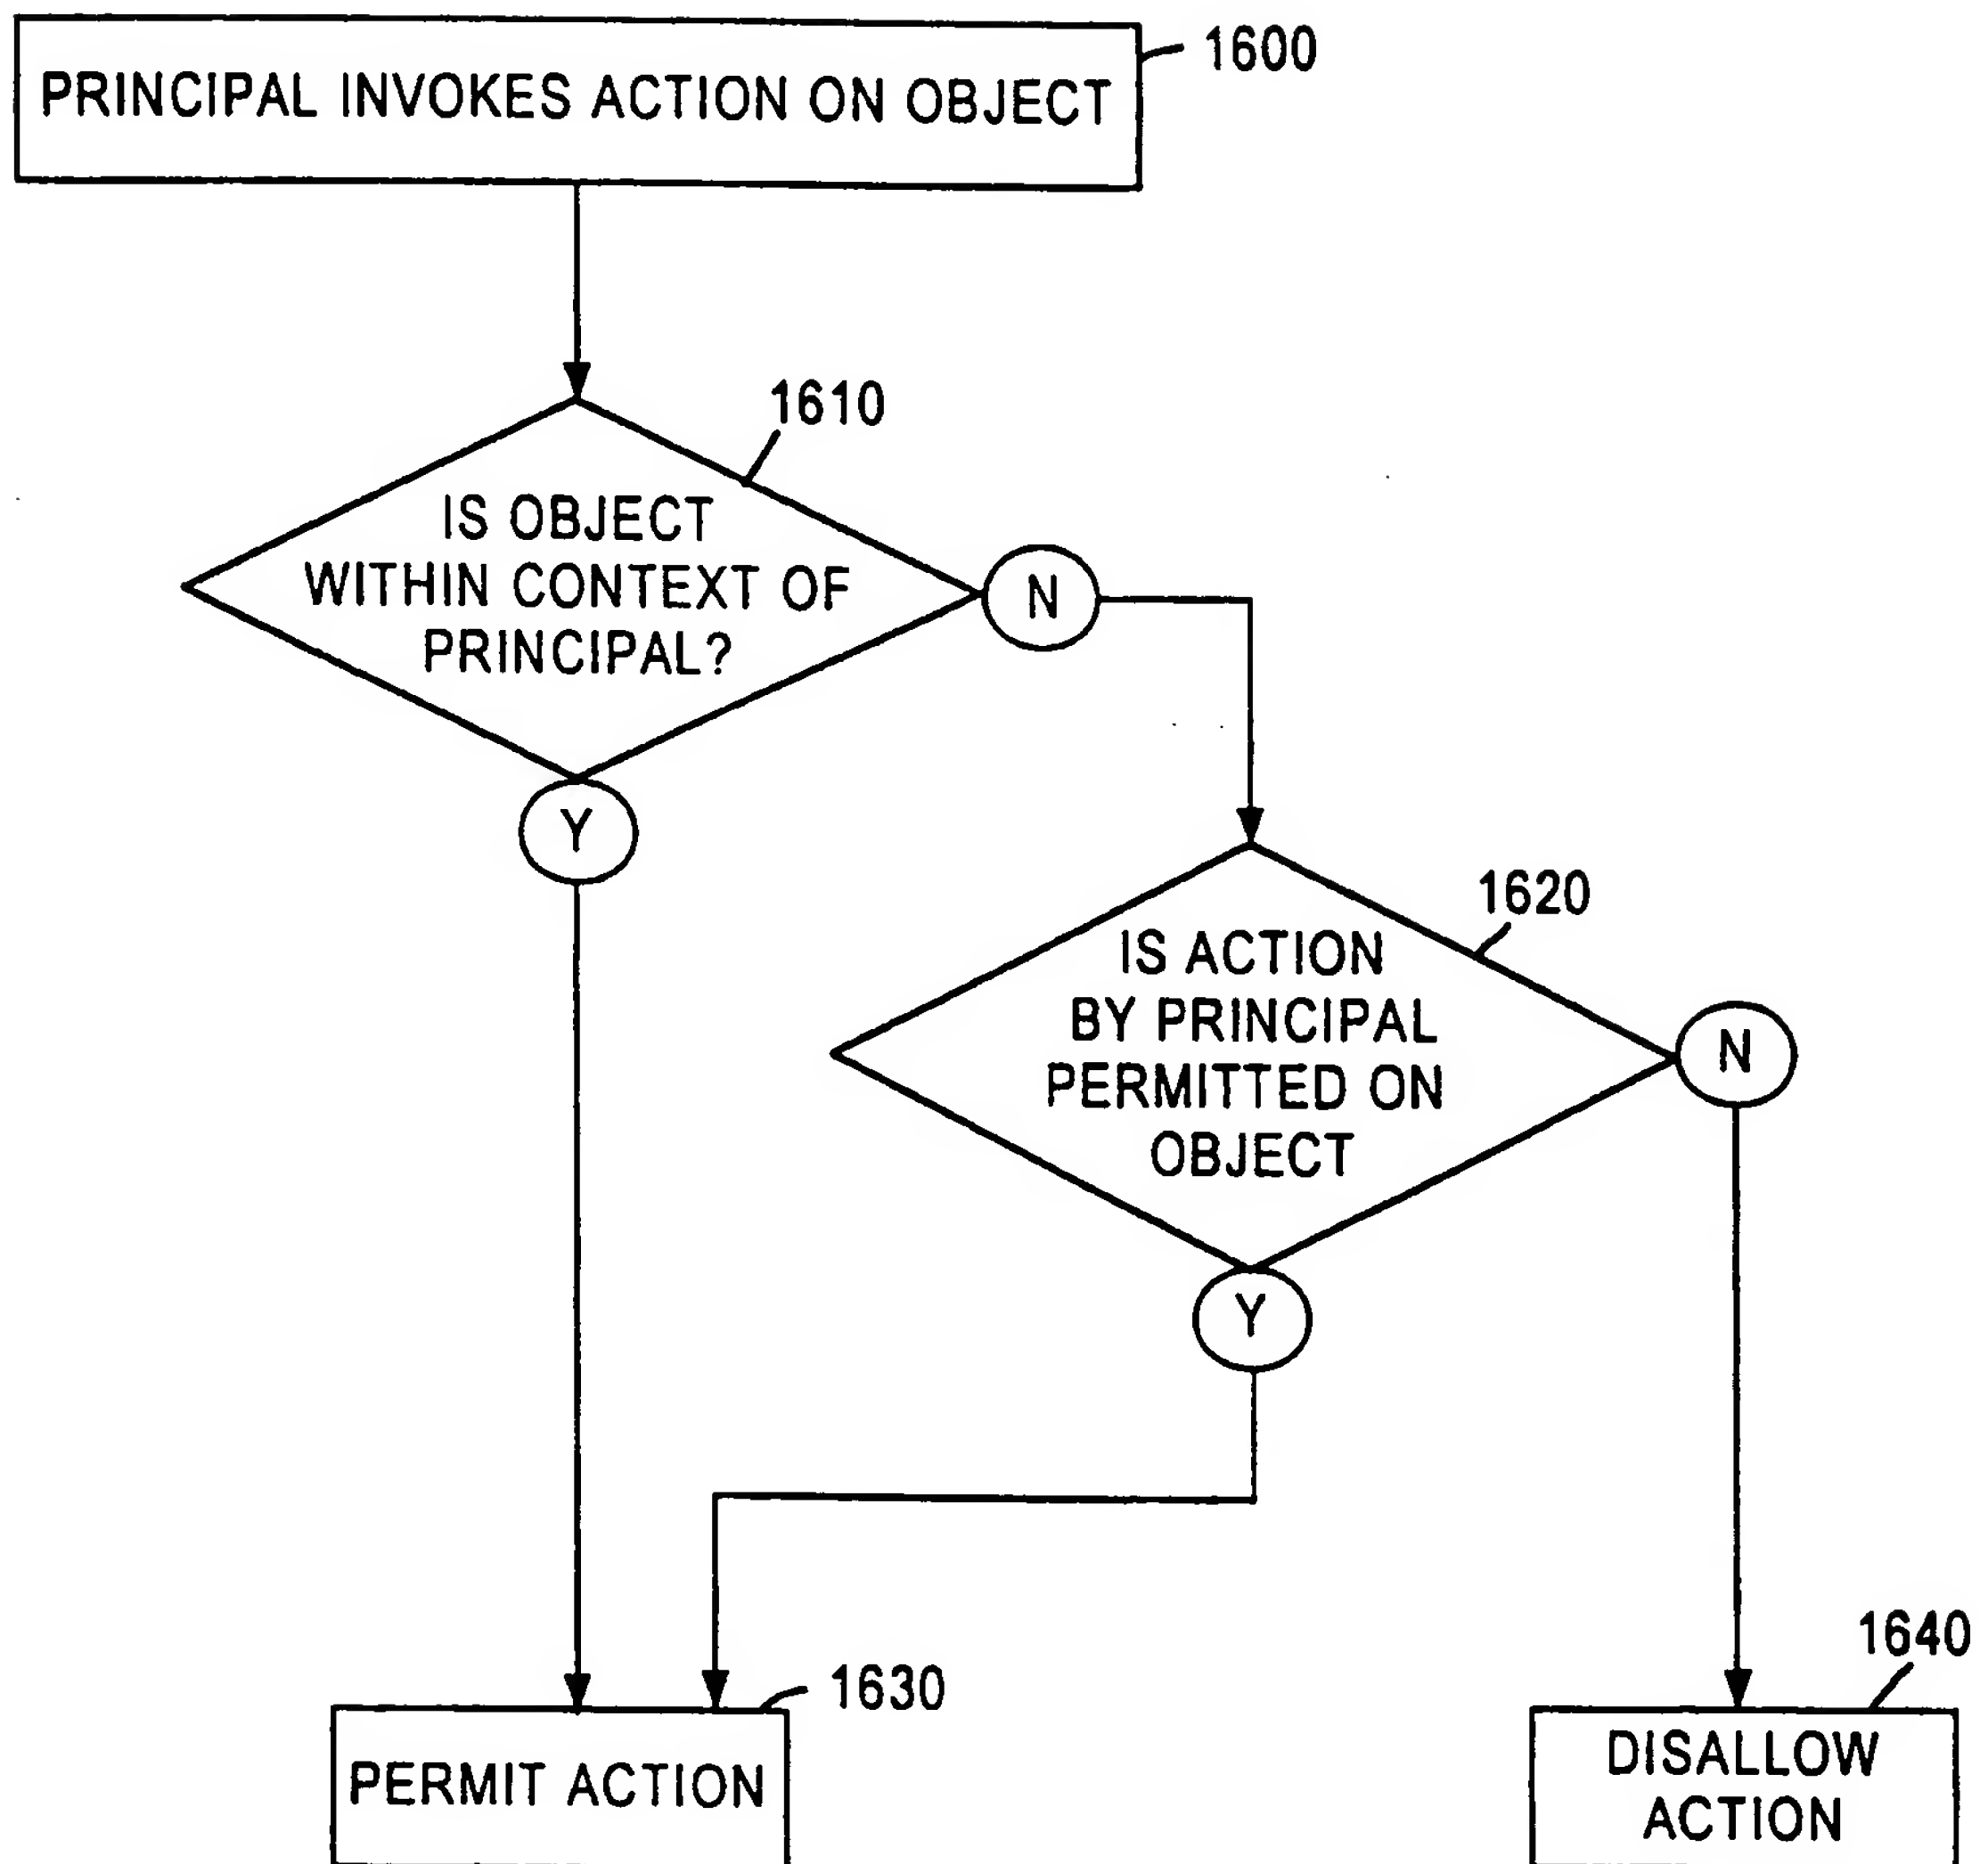 PRINCIPAL INVOKES ACTION ON OBJECT
1600
1610
IS OBJECT
WITHIN CONTEXT OF
PRINCIPAL?
N
Y
1620
IS ACTION
BY PRINCIPAL
PERMITTED ON
OBJECT
N
Y
1630
PERMIT ACTION
1640
DISALLOW
ACTION